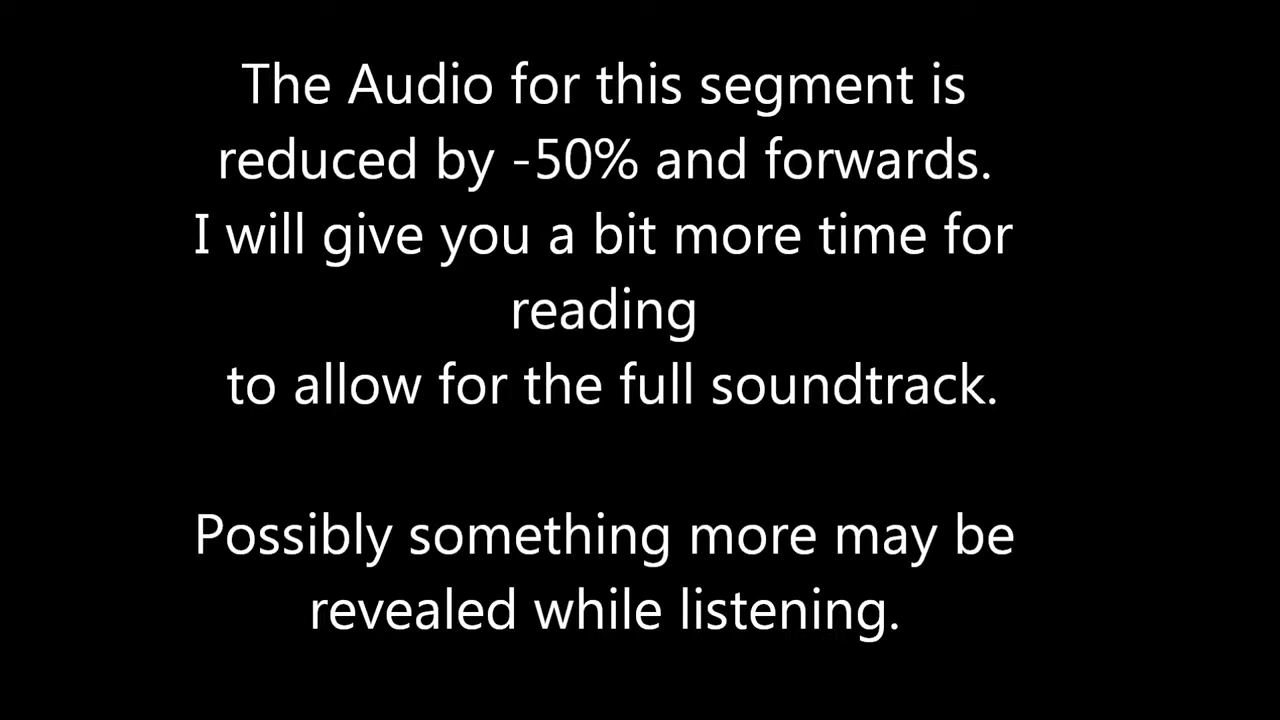 The Audio for this segment is
reduced by -50% and forwards.
I will give you a bit more time for
reading
to allow for the full soundtrack.
Possibly something more may be
revealed while listening.